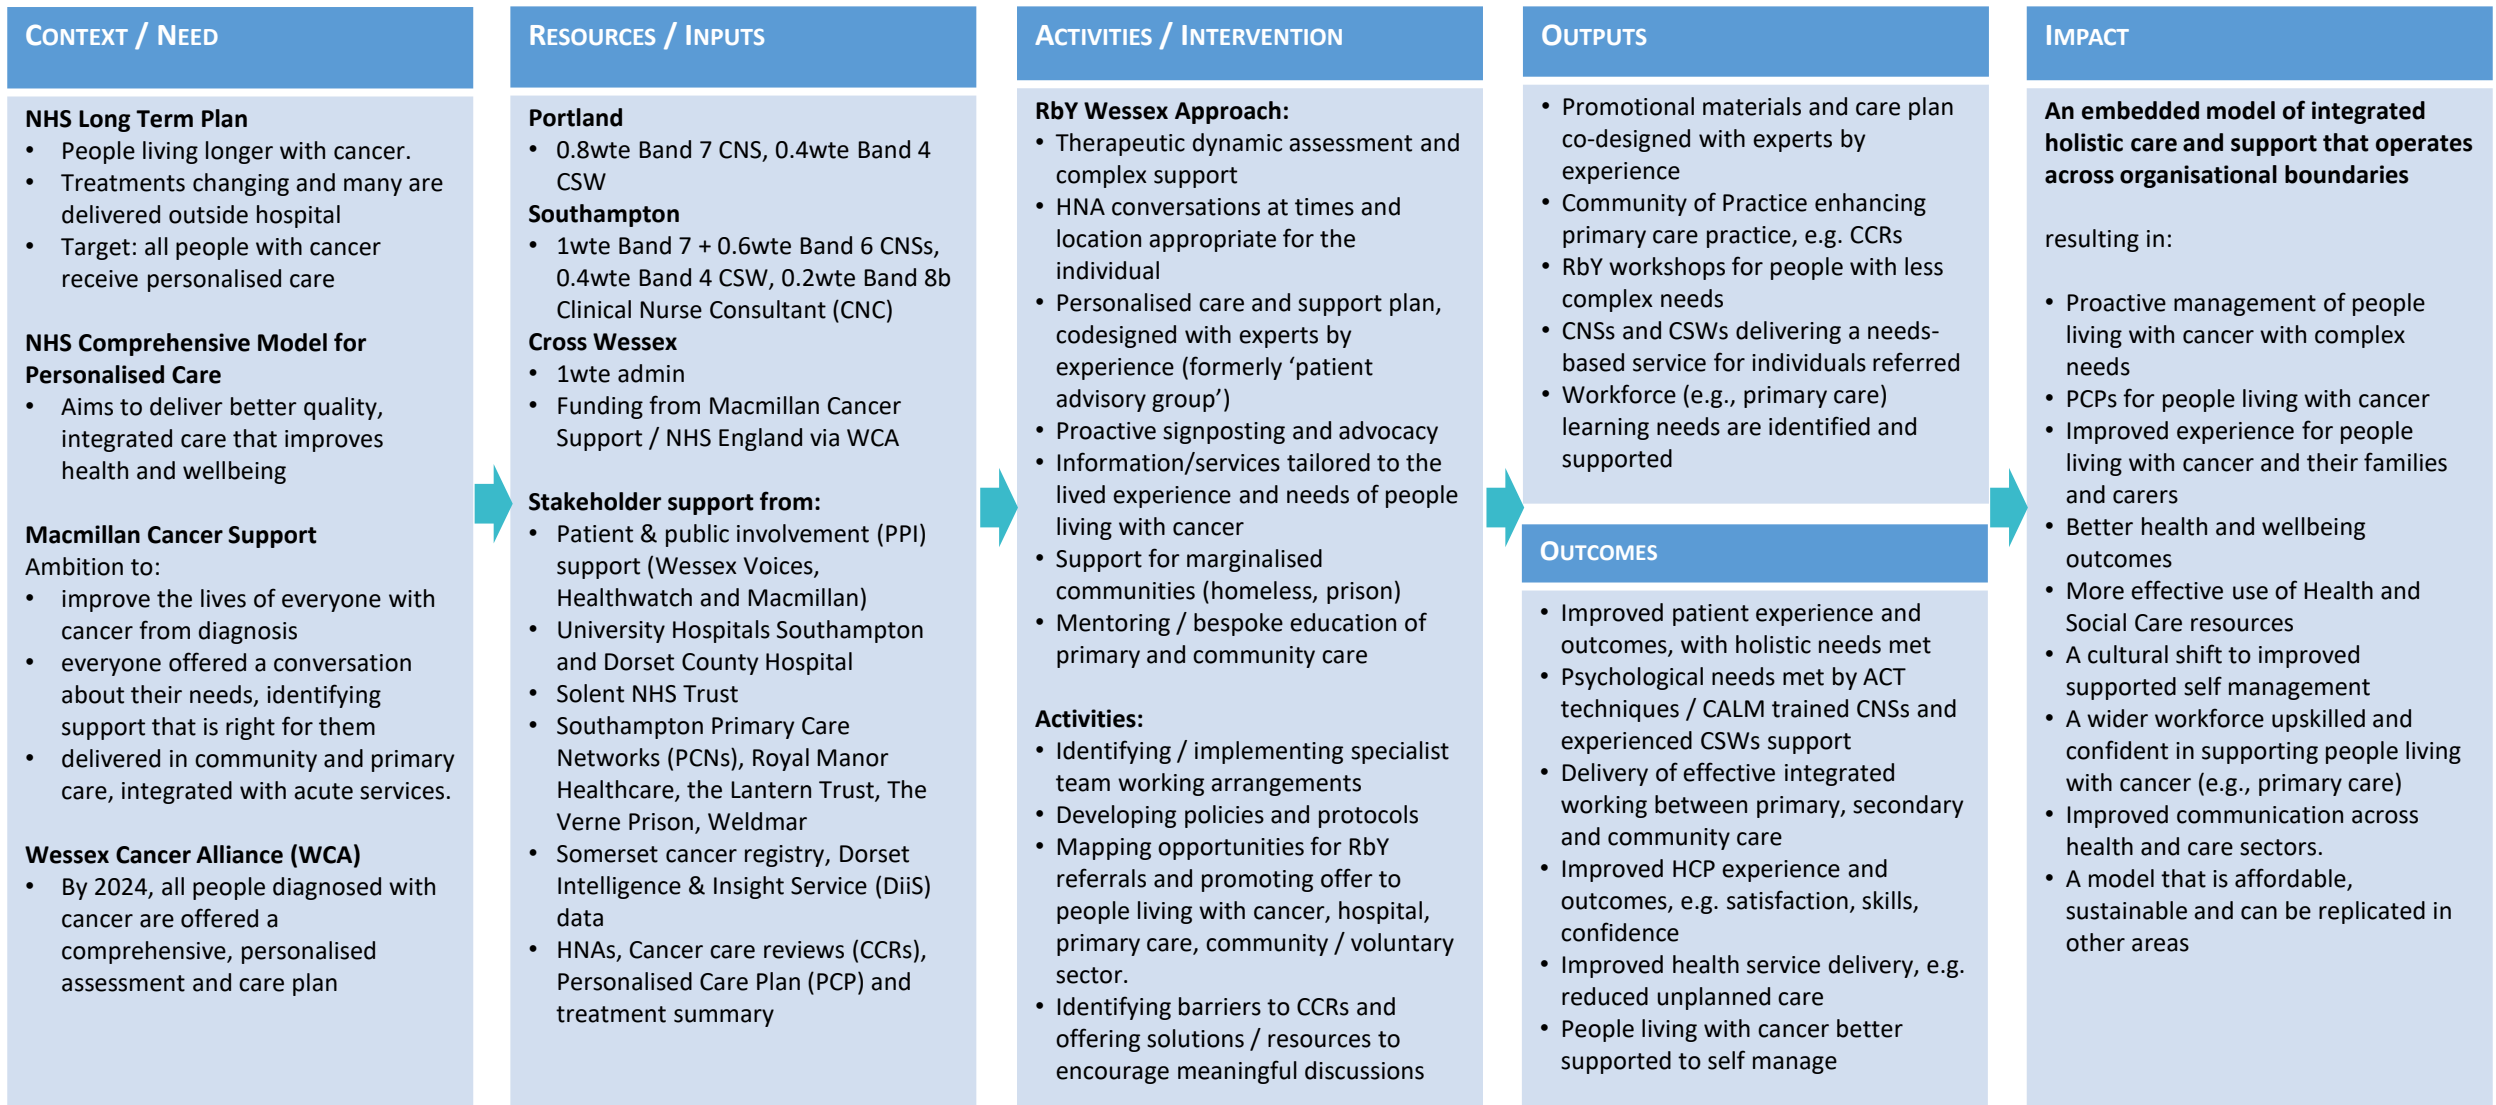 CONTEXT / NEED
NHS Long Term Plan
• People living longer with cancer.
• Treatments changing and many are
delivered outside hospital
• Target: all people with cancer
receive personalised care
NHS Comprehensive Model for
Personalised Care
• Aims to deliver better quality,
integrated care that improves
health and wellbeing
Macmillan Cancer Support
Ambition to:
• improve the lives of everyone with
cancer from diagnosis
• everyone offered a conversation
about their needs, identifying
support that is right for them
• delivered in community and primary
care, integrated with acute services.
Wessex Cancer Alliance (WCA)
• By 2024, all people diagnosed with
cancer are offered a
comprehensive, personalised
assessment and care plan
RESOURCES / INPUTS
Portland
• 0.8wte Band 7 CNS, 0.4wte Band 4
CSW
Southampton
• 1wte Band 7 + 0.6wte Band 6 CNSs,
0.4wte Band 4 CSW, 0.2wte Band 8b
Clinical Nurse Consultant (CNC)
Cross Wessex
• 1wte admin
• Funding from Macmillan Cancer
Support / NHS England via WCA
Stakeholder support from:
• Patient & public involvement (PPI)
support (Wessex Voices,
Healthwatch and Macmillan)
• University Hospitals Southampton
and Dorset County Hospital
• Solent NHS Trust
• Southampton Primary Care
Networks (PCNs), Royal Manor
Healthcare, the Lantern Trust, The
Verne Prison, Weldmar
• Somerset cancer registry, Dorset
Intelligence & Insight Service (DiiS)
data
• HNAs, Cancer care reviews (CCRs),
Personalised Care Plan (PCP) and
treatment summary
ACTIVITIES / INTERVENTION
RbY Wessex Approach:
• Therapeutic dynamic assessment and
complex support
• HNA conversations at times and
location appropriate for the
individual
• Personalised care and support plan,
codesigned with experts by
experience (formerly ‘patient
advisory group’)
• Proactive signposting and advocacy
• Information/services tailored to the
lived experience and needs of people
living with cancer
• Support for marginalised
communities (homeless, prison)
• Mentoring / bespoke education of
primary and community care
Activities:
• Identifying / implementing specialist
team working arrangements
• Developing policies and protocols
• Mapping opportunities for RbY
referrals and promoting offer to
people living with cancer, hospital,
primary care, community / voluntary
sector.
• Identifying barriers to CCRs and
offering solutions / resources to
encourage meaningful discussions
OUTPUTS
• Promotional materials and care plan
co-designed with experts by
experience
• Community of Practice enhancing
primary care practice, e.g. CCRs
• RbY workshops for people with less
complex needs
• CNSs and CSWs delivering a needs-
based service for individuals referred
• Workforce (e.g., primary care)
learning needs are identified and
supported
OUTCOMES
• Improved patient experience and
outcomes, with holistic needs met
• Psychological needs met by ACT
techniques / CALM trained CNSs and
experienced CSWs support
• Delivery of effective integrated
working between primary, secondary
and community care
• Improved HCP experience and
outcomes, e.g. satisfaction, skills,
confidence
• Improved health service delivery, e.g.
reduced unplanned care
• People living with cancer better
supported to self manage
IMPACT
An embedded model of integrated
holistic care and support that operates
across organisational boundaries
resulting in:
• Proactive management of people
living with cancer with complex
needs
• PCPs for people living with cancer
• Improved experience for people
living with cancer and their families
and carers
• Better health and wellbeing
outcomes
• More effective use of Health and
Social Care resources
• A cultural shift to improved
supported self management
• A wider workforce upskilled and
confident in supporting people living
with cancer (e.g., primary care)
• Improved communication across
health and care sectors.
• A model that is affordable,
sustainable and can be replicated in
other areas